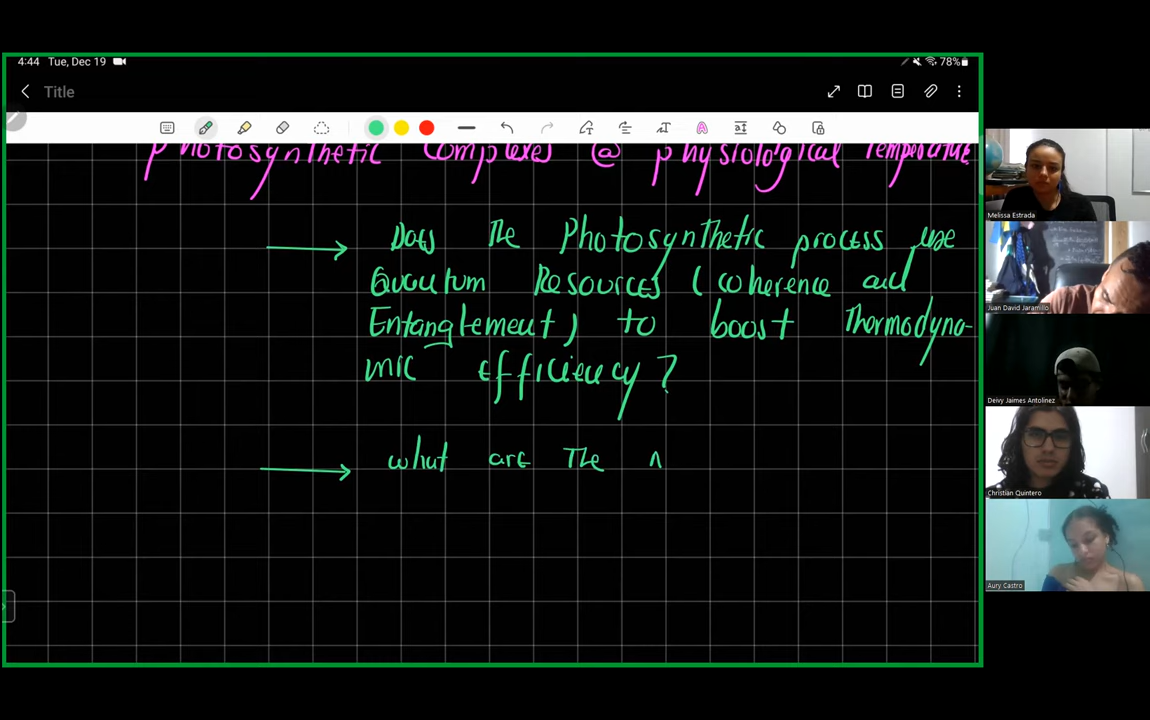 4:44 Tue, Dec 19 78%
Title
Photosynthetic Complexes @ physiological Temperature
Does The Photosynthetic process use
Quantum Resources (coherence and
Entanglement) to boost Thermodyna-
mic efficiency?
what are The
Melissa Estrada
Juan David Jaramillo
Deivy Jaimes Antolinez
Christian Quintero
Aury Castro